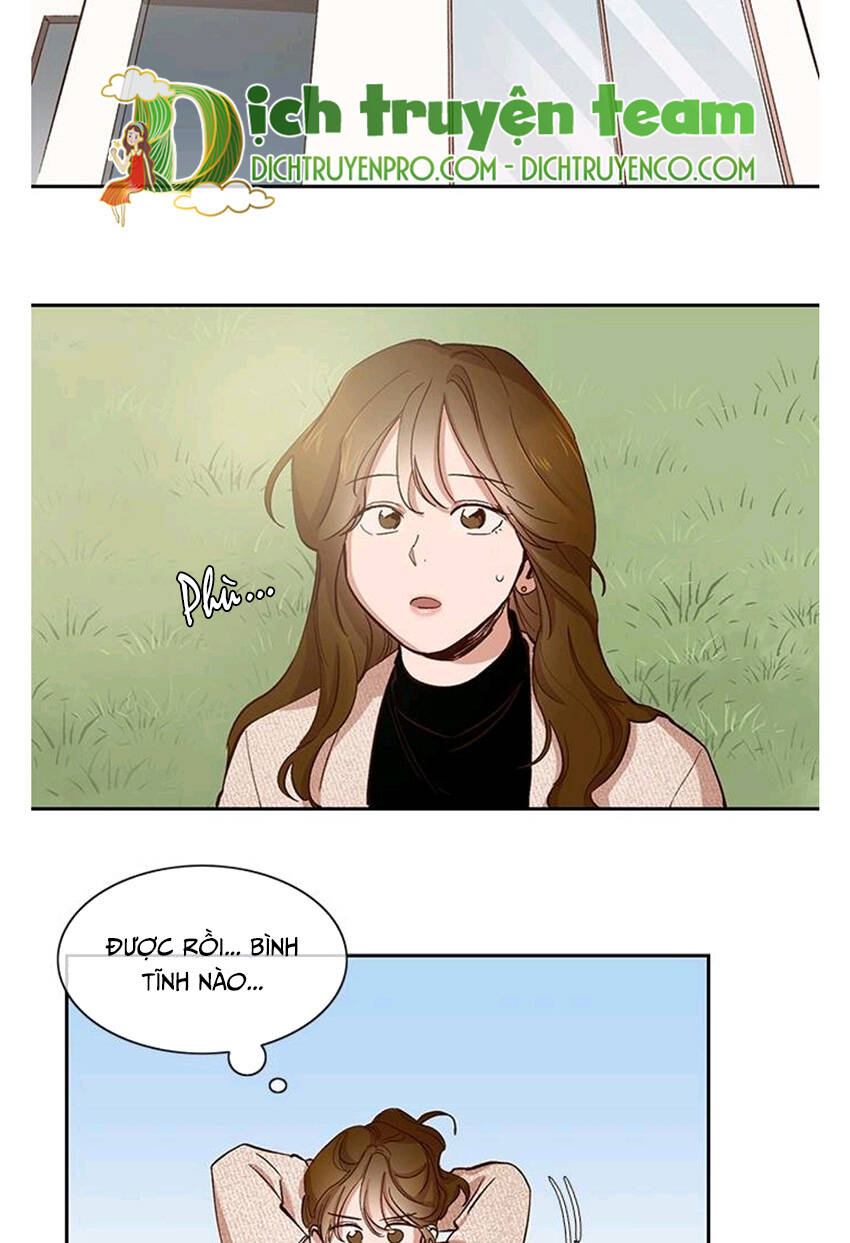 Dịch truyện team
DICHTRUYENPRO.COM - DICHTRUYENCO.COM
Phù...
ĐƯỢC RỒI... BÌNH
TĨNH NÀO...